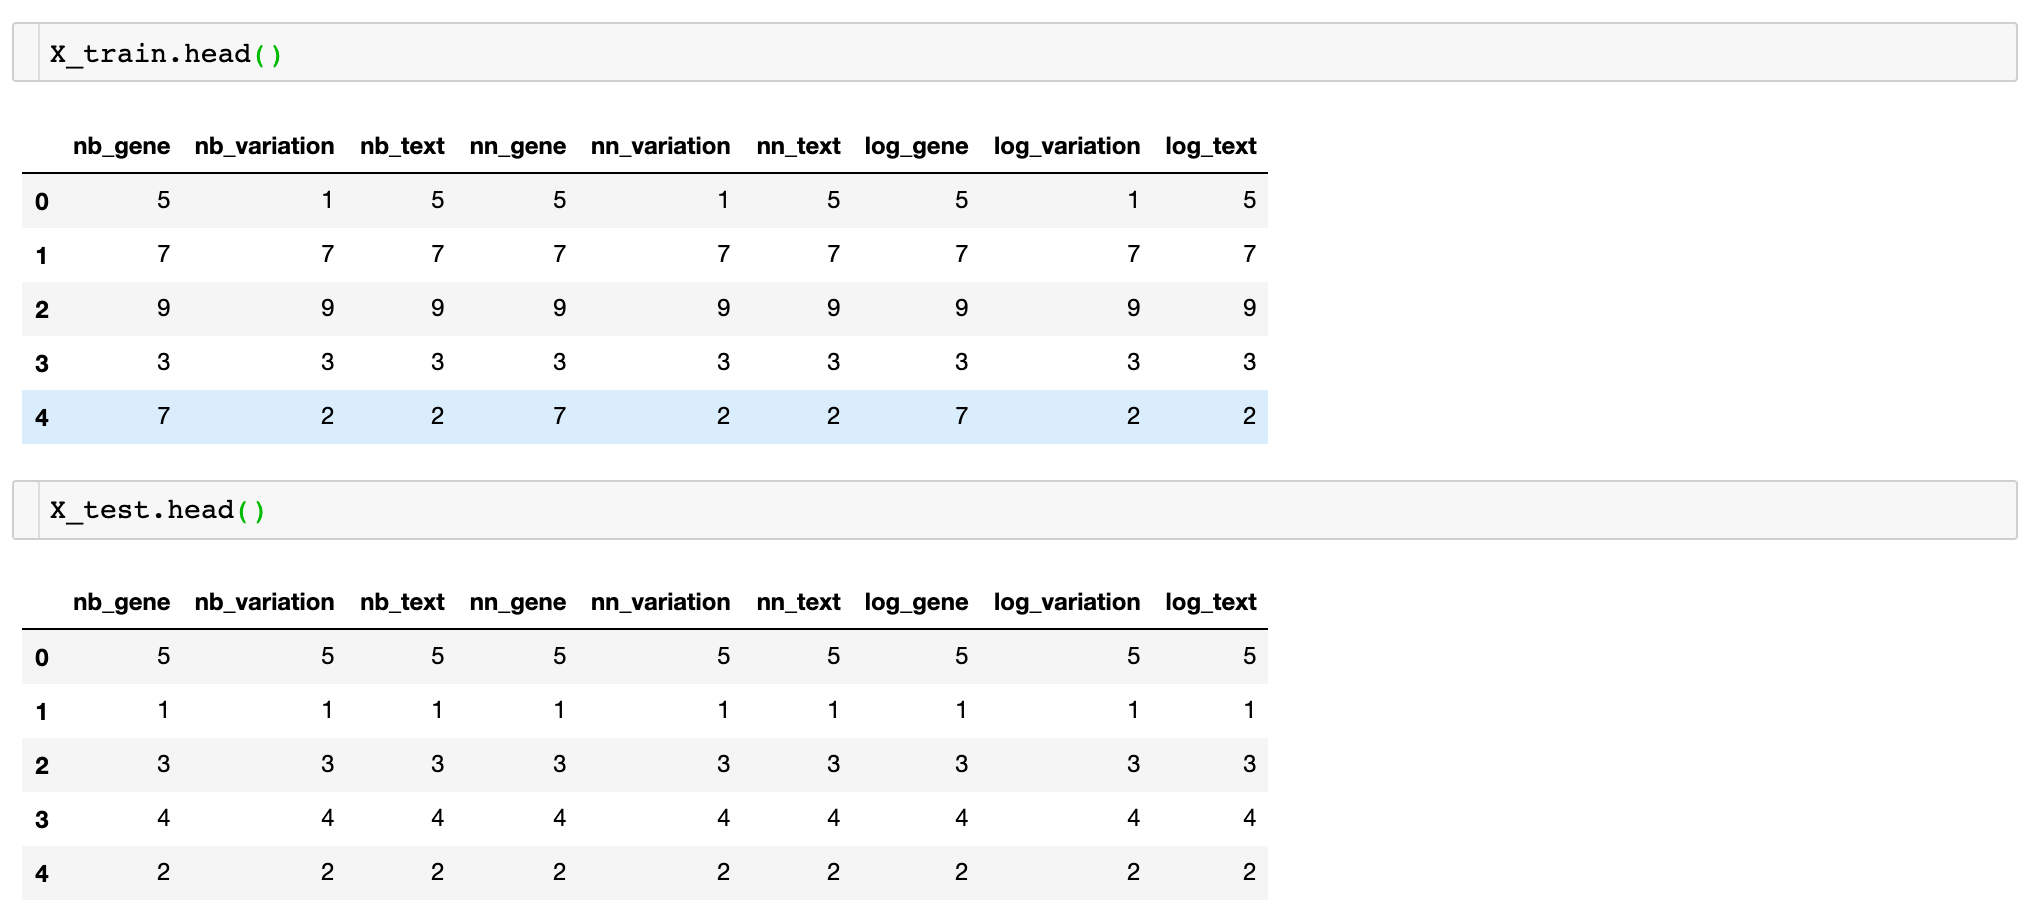 X_train.head()
nb_gene nb_variation nb_text nn_gene nn_variation nn_text log_gene log_variation log_text
0 5 1 5 5 1 5 5 1 5
1 7 7 7 7 7 7 7 7 7
2 9 9 9 9 9 9 9 9 9
3 3 3 3 3 3 3 3 3 3
4 7 2 2 7 2 2 7 2 2
X_test.head()
nb_gene nb_variation nb_text nn_gene nn_variation nn_text log_gene log_variation log_text
0 5 5 5 5 5 5 5 5 5
1 1 1 1 1 1 1 1 1 1
2 3 3 3 3 3 3 3 3 3
3 4 4 4 4 4 4 4 4 4
4 2 2 2 2 2 2 2 2 2